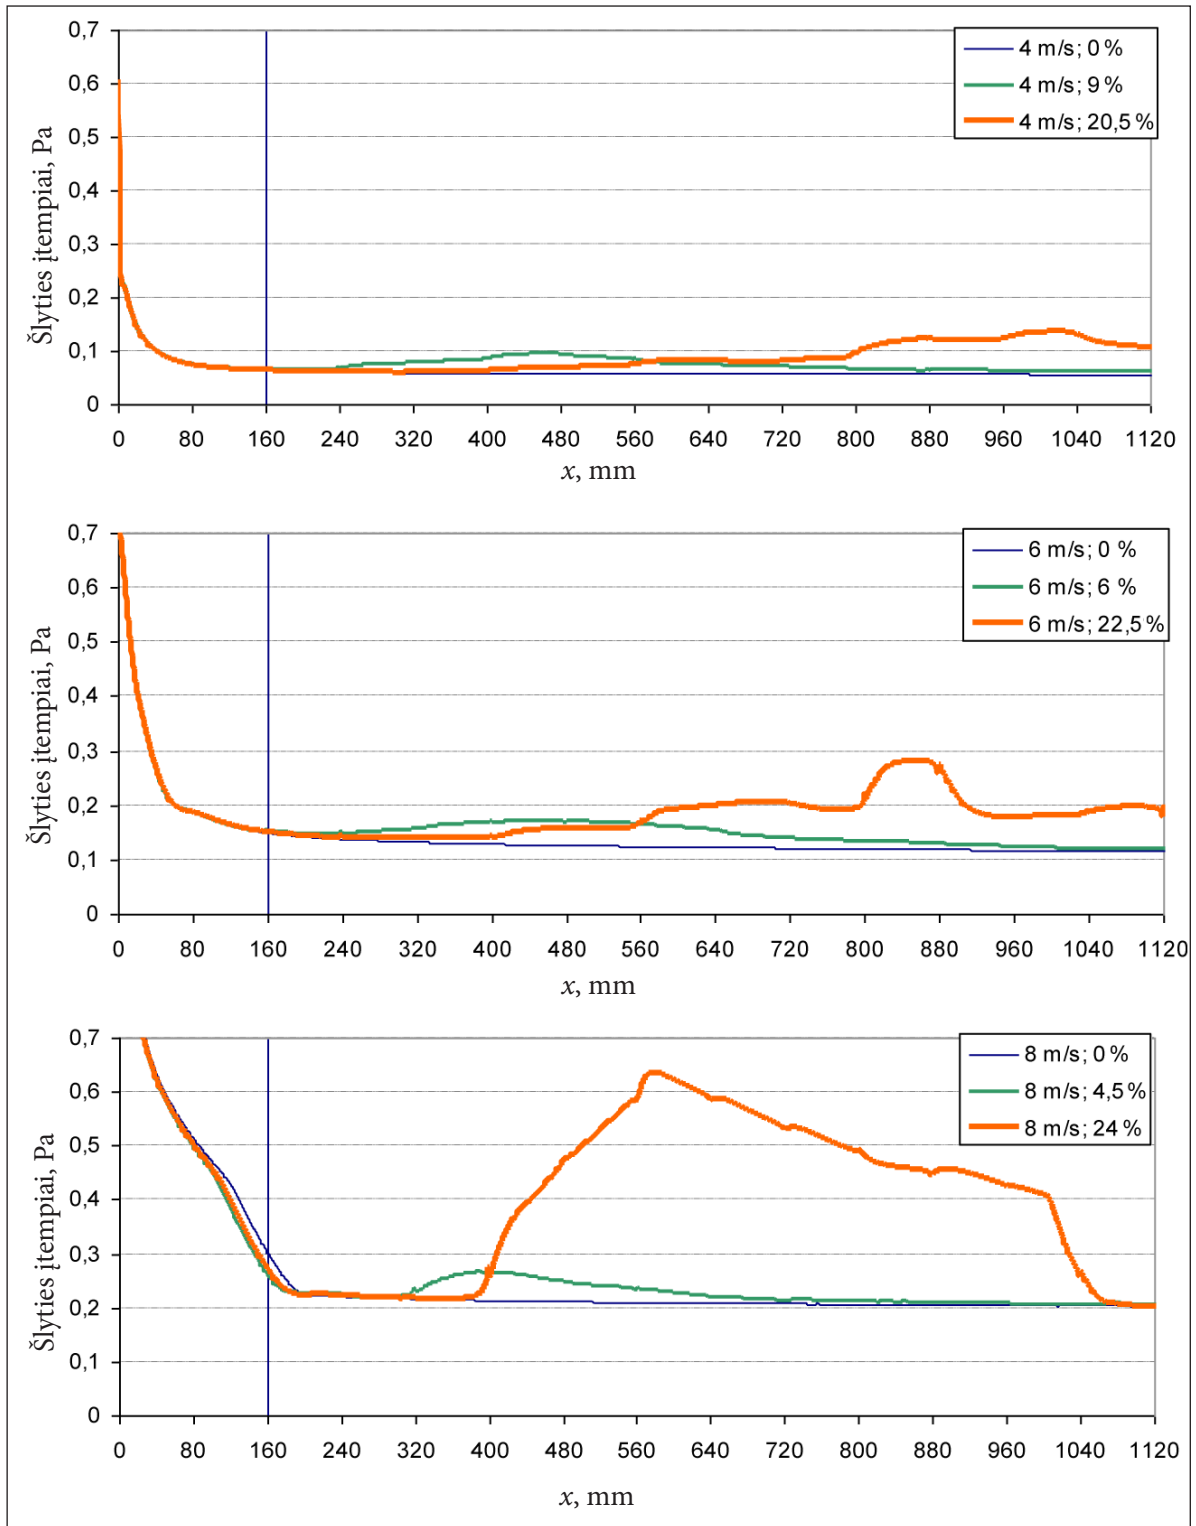 0,7
0,6
0,5
0,4
0,3
0,2
0,1
0
Šlyties įtempiai, Pa
4 m/s; 0 %
4 m/s; 9 %
4 m/s; 20,5 %
0 80 160 240 320 400 480 560 640 720 800 880 960 1040 1120
x, mm
0,7
0,6
0,5
0,4
0,3
0,2
0,1
0
Šlyties įtempiai, Pa
6 m/s; 0 %
6 m/s; 6 %
6 m/s; 22,5 %
0 80 160 240 320 400 480 560 640 720 800 880 960 1040 1120
x, mm
0,7
0,6
0,5
0,4
0,3
0,2
0,1
0
Šlyties įtempiai, Pa
8 m/s; 0 %
8 m/s; 4,5 %
8 m/s; 24 %
0 80 160 240 320 400 480 560 640 720 800 880 960 1040 1120
x, mm